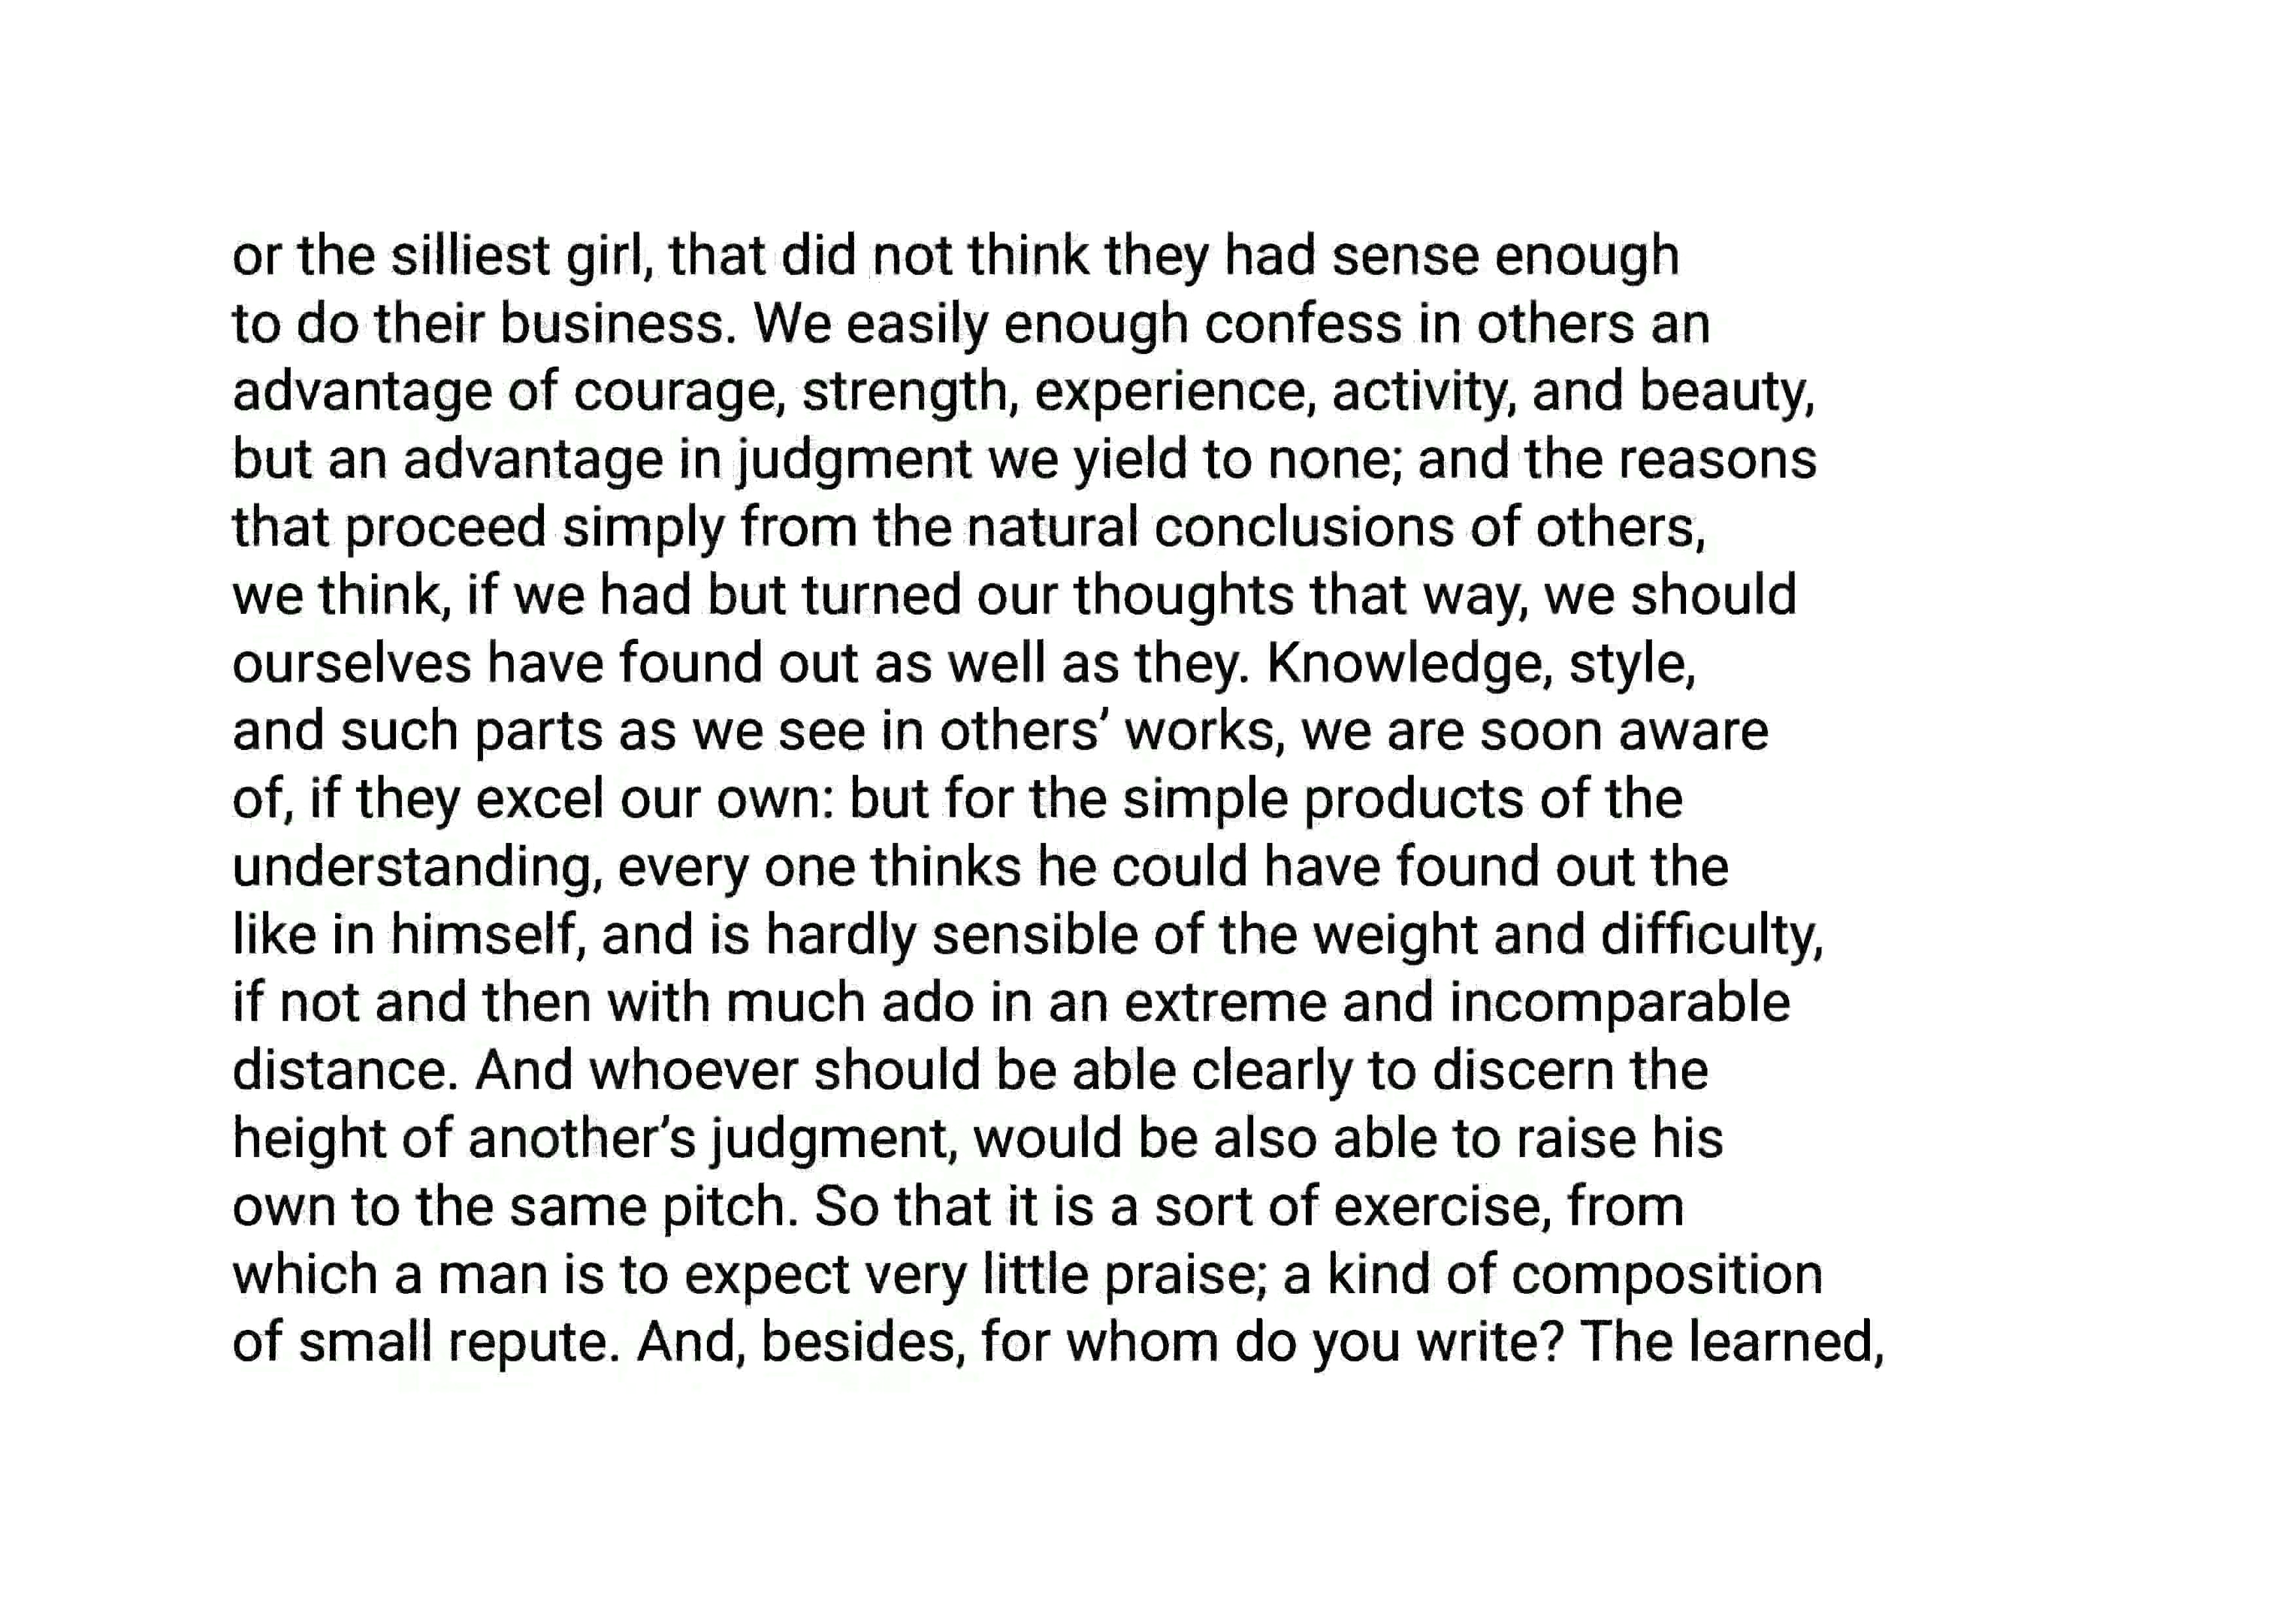 or the silliest girl, that did not think they had sense enough
to do their business. We easily enough confess in others an
advantage of courage, strength, experience, activity, and beauty,
but an advantage in judgment we yield to none; and the reasons
that proceed simply from the natural conclusions of others,
we think, if we had but turned our thoughts that way, we should
ourselves have found out as well as they. Knowledge, style,
and such parts as we see in others’ works, we are soon aware
of, if they excel our own: but for the simple products of the
understanding, every one thinks he could have found out the
like in himself, and is hardly sensible of the weight and difficulty,
if not and then with much ado in an extreme and incomparable
distance. And whoever should be able clearly to discern the
height of another’s judgment, would be also able to raise his
own to the same pitch. So that it is a sort of exercise, from
which a man is to expect very little praise; a kind of composition
of small repute. And, besides, for whom do you write? The learned,